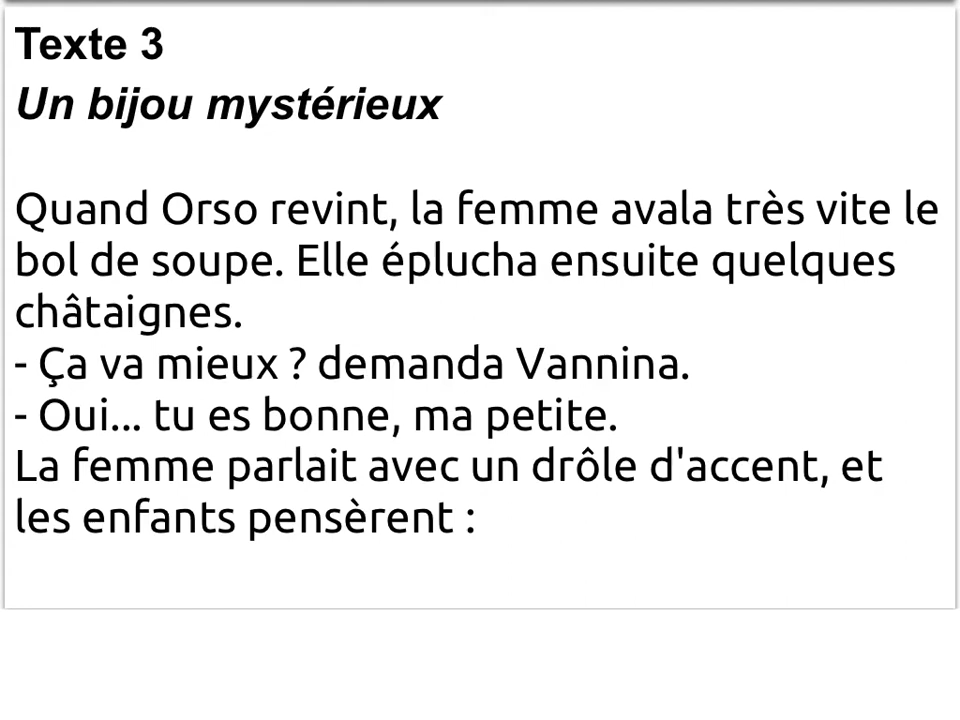 Texte 3
Un bijou mystérieux
Quand Orso revint, la femme avala très vite le
bol de soupe. Elle éplucha ensuite quelques
châtaignes.
- Ça va mieux ? demanda Vannina.
- Oui... tu es bonne, ma petite.
La femme parlait avec un drôle d'accent, et
les enfants pensèrent :